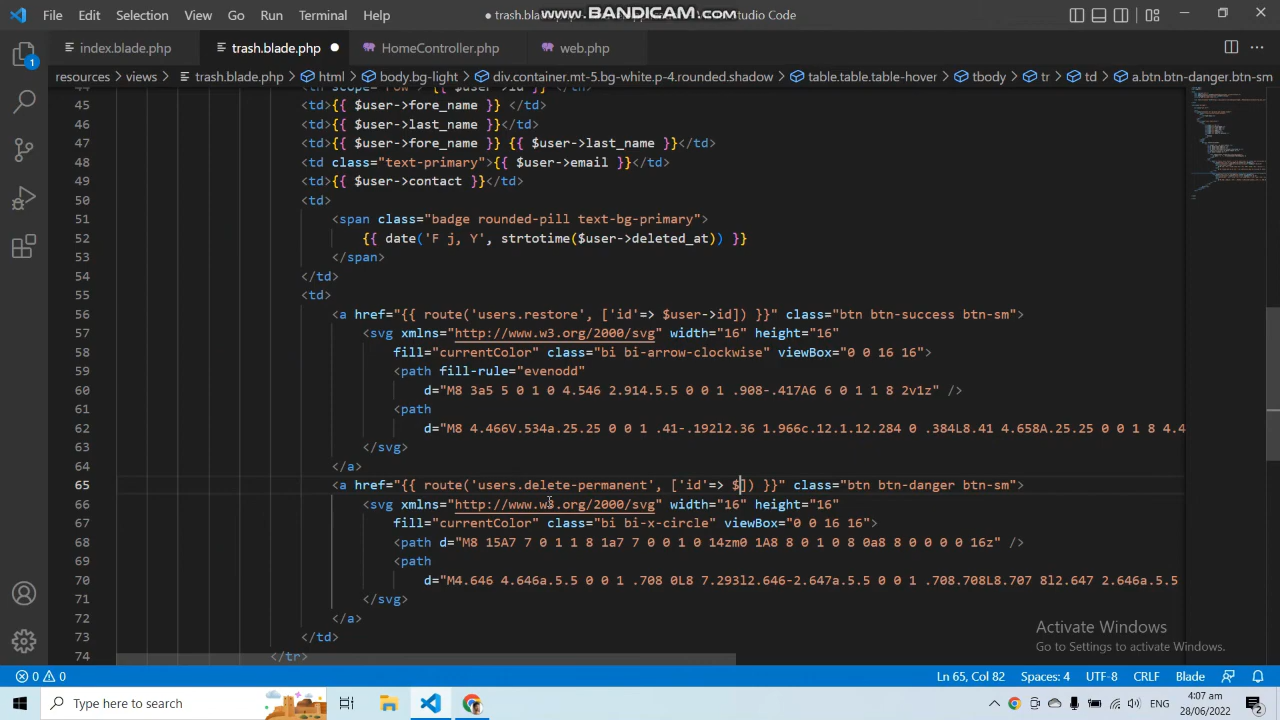 File Edit Selection View Go Run Terminal Help
● trash.bla
www.BANDICAM.com
studio Code
index.blade.php
trash.blade.php ●
HomeController.php
web.php
resources > views > trash.blade.php > html > body.bg-light > div.container.mt-5.bg-white.p-4.rounded.shadow > table.table.table-hover > tbody > tr > td > a.btn.btn-danger.btn-sm
45 <td>{{ $user->fore_name }} </td>
46 <td>{{ $user->last_name }}</td>
47 <td>{{ $user->fore_name }} {{ $user->last_name }}</td>
48 <td class="text-primary">{{ $user->email }}</td>
49 <td>{{ $user->contact }}</td>
50 <td>
51 <span class="badge rounded-pill text-bg-primary">
52 {{ date('F j, Y', strtotime($user->deleted_at)) }}
53 </span>
54 </td>
55 <td>
56 <a href="{{ route('users.restore', ['id'=> $user->id]) }}" class="btn btn-success btn-sm">
57 <svg xmlns="http://www.w3.org/2000/svg" width="16" height="16"
58 fill="currentColor" class="bi bi-arrow-clockwise" viewBox="0 0 16 16">
59 <path fill-rule="evenodd"
60 d="M8 3a5 5 0 1 0 4.546 2.914.5.5 0 0 1 .908-.417A6 6 0 1 1 8 2v1z" />
61 <path
62 d="M8 4.466V.534a.25.25 0 0 1 .41-.192l2.36 1.966c.12.1.12.284 0 .384L8.41 4.658A.25.25 0 0 1 8 4.4
63 </svg>
64 </a>
65 <a href="{{ route('users.delete-permanent', ['id'=> $]) }}" class="btn btn-danger btn-sm">
66 <svg xmlns="http://www.w3.org/2000/svg" width="16" height="16"
67 fill="currentColor" class="bi bi-x-circle" viewBox="0 0 16 16">
68 <path d="M8 15A7 7 0 1 1 8 1a7 7 0 0 1 0 14zm0 1A8 8 0 1 0 8 0a8 8 0 0 0 0 16z" />
69 <path
70 d="M4.646 4.646a.5.5 0 0 1 .708 0L8 7.293l2.646-2.647a.5.5 0 0 1 .708.708L8.707 8l2.647 2.646a.5.5
71 </svg>
72 </a>
73 </td>
74 </tr>
Activate Windows
Go to Settings to activate Windows.
0 0 Ln 65, Col 82 Spaces: 4 UTF-8 CRLF Blade
Type here to search
ENG
4:07 am
28/06/2022
2